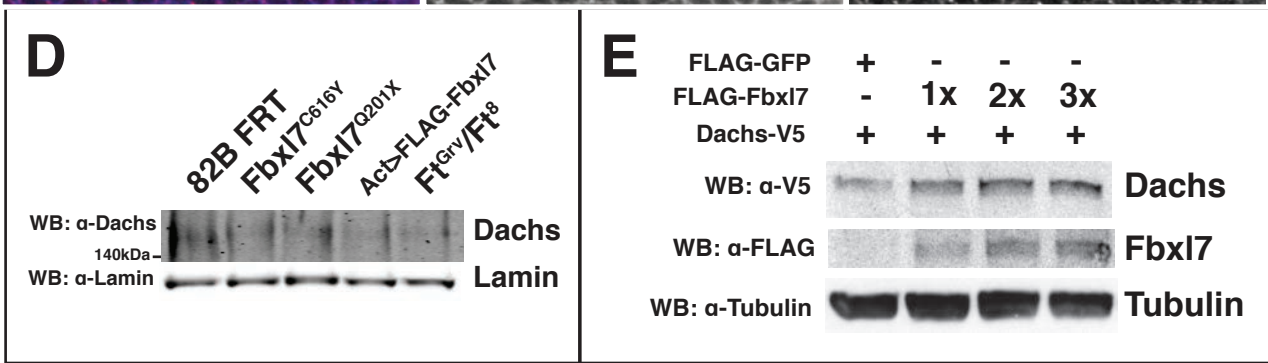 D
82B FRT
Fbxl7C616Y
Fbxl7Q201X
Act>FLAG-Fbxl7
FtGrv/Ft8
WB: α-Dachs
Dachs
140kDa
WB: α-Lamin
Lamin
E
FLAG-GFP + - - -
FLAG-Fbxl7 - 1x 2x 3x
Dachs-V5 + + + +
WB: α-V5
Dachs
WB: α-FLAG
Fbxl7
WB: α-Tubulin
Tubulin